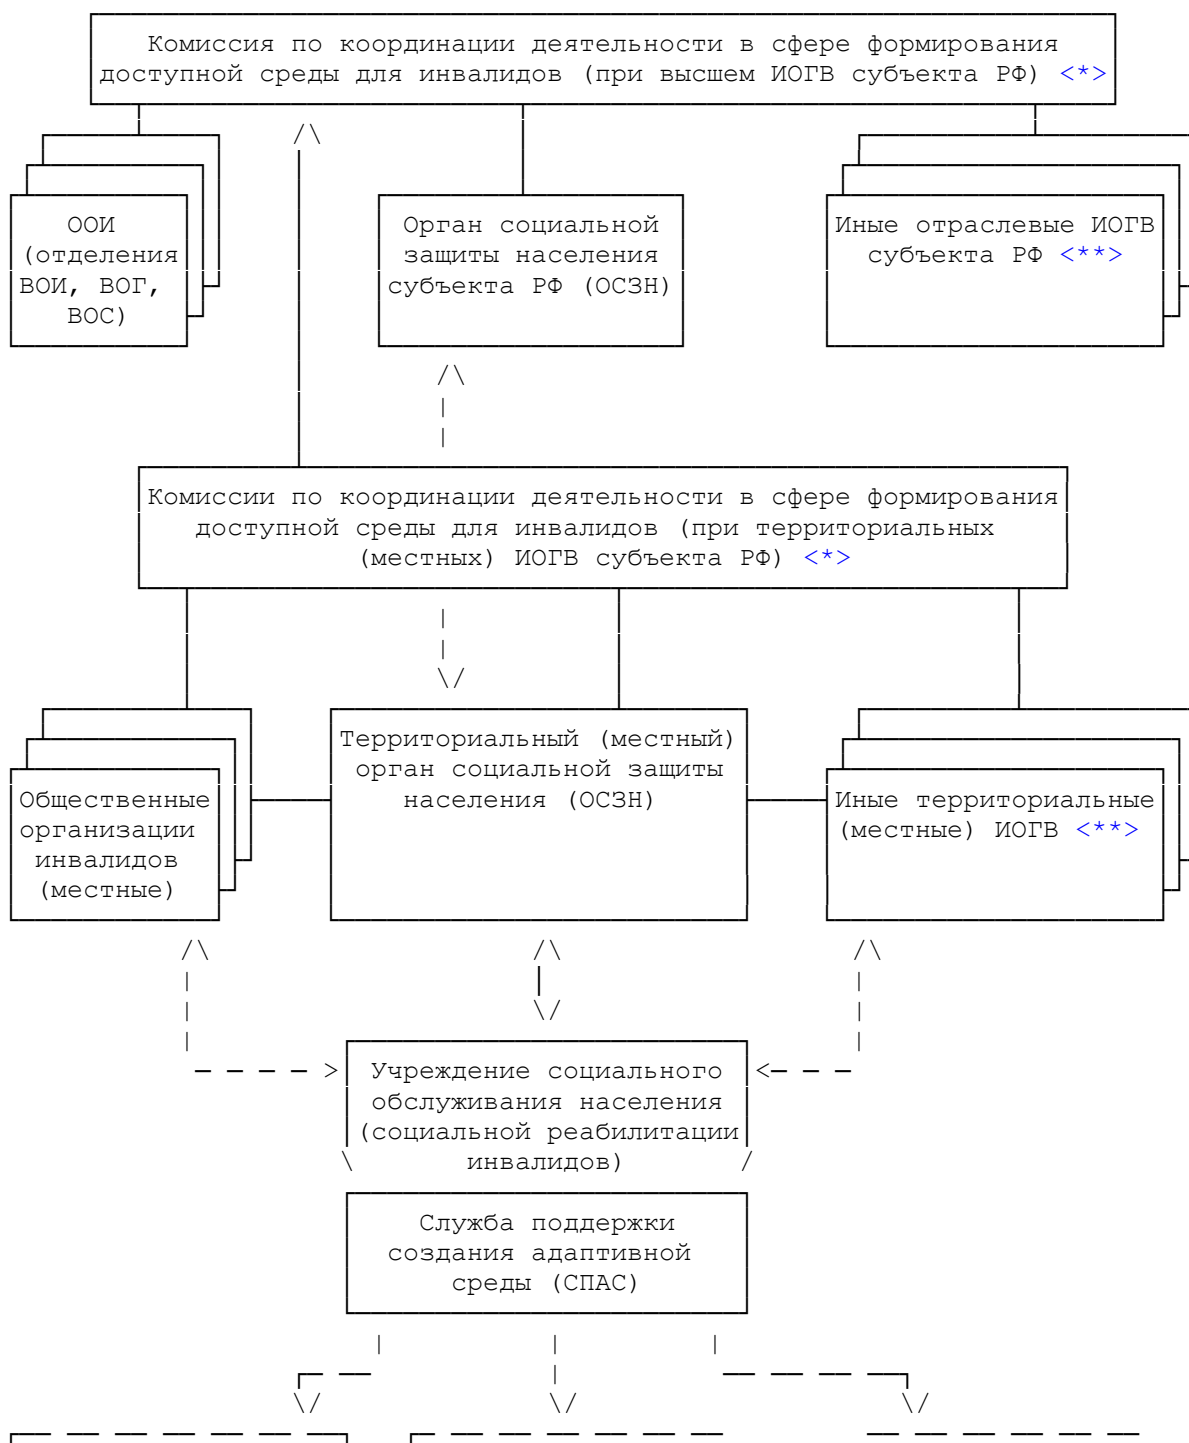 Комиссия по координации деятельности в сфере формирования
доступной среды для инвалидов (при высшем ИОГВ субъекта РФ) <*>
ООИ
(отделения
ВОИ, ВОГ,
ВОС)
Орган социальной
защиты населения
субъекта РФ (ОСЗН)
Иные отраслевые ИОГВ
субъекта РФ <**>
Комиссии по координации деятельности в сфере формирования
доступной среды для инвалидов (при территориальных
(местных) ИОГВ субъекта РФ) <*>
Общественные
организации
инвалидов
(местные)
Территориальный (местный)
орган социальной защиты
населения (ОСЗН)
Иные территориальные
(местные) ИОГВ <**>
Учреждение социального
обслуживания населения
(социальной реабилитации
инвалидов)
Служба поддержки
создания адаптивной
среды (СПАС)